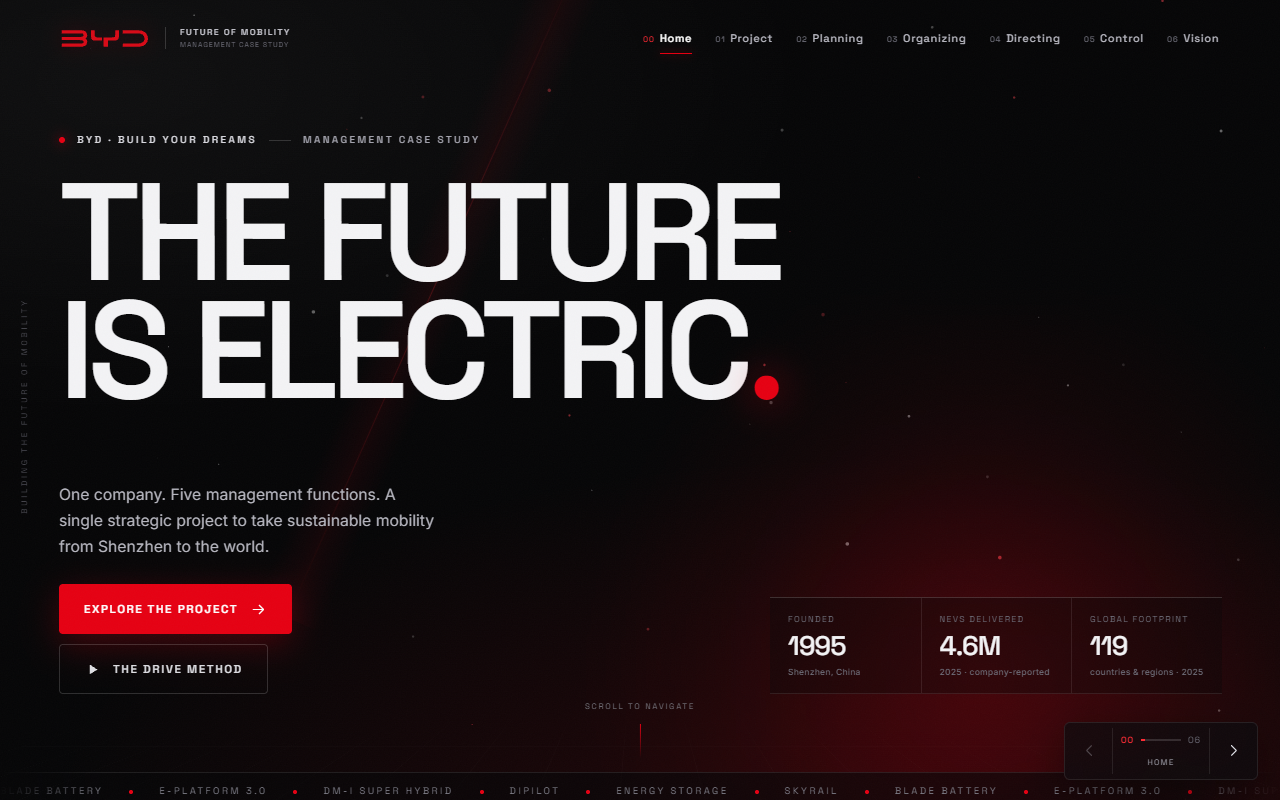 BYD
FUTURE OF MOBILITY
MANAGEMENT CASE STUDY
00 Home
01 Project
02 Planning
03 Organizing
04 Directing
05 Control
06 Vision
BYD · BUILD YOUR DREAMS — MANAGEMENT CASE STUDY
THE FUTURE
IS ELECTRIC.
BUILDING THE FUTURE OF MOBILITY
One company. Five management functions. A
single strategic project to take sustainable mobility
from Shenzhen to the world.
EXPLORE THE PROJECT →
▶ THE DRIVE METHOD
FOUNDED
1995
Shenzhen, China
NEVS DELIVERED
4.6M
2025 · company-reported
GLOBAL FOOTPRINT
119
countries & regions · 2025
SCROLL TO NAVIGATE
00 06
HOME
LADE BATTERY • E-PLATFORM 3.0 • DM-I SUPER HYBRID • DIPILOT • ENERGY STORAGE • SKYRAIL • BLADE BATTERY • E-PLATFORM 3.0 • DM-I SU